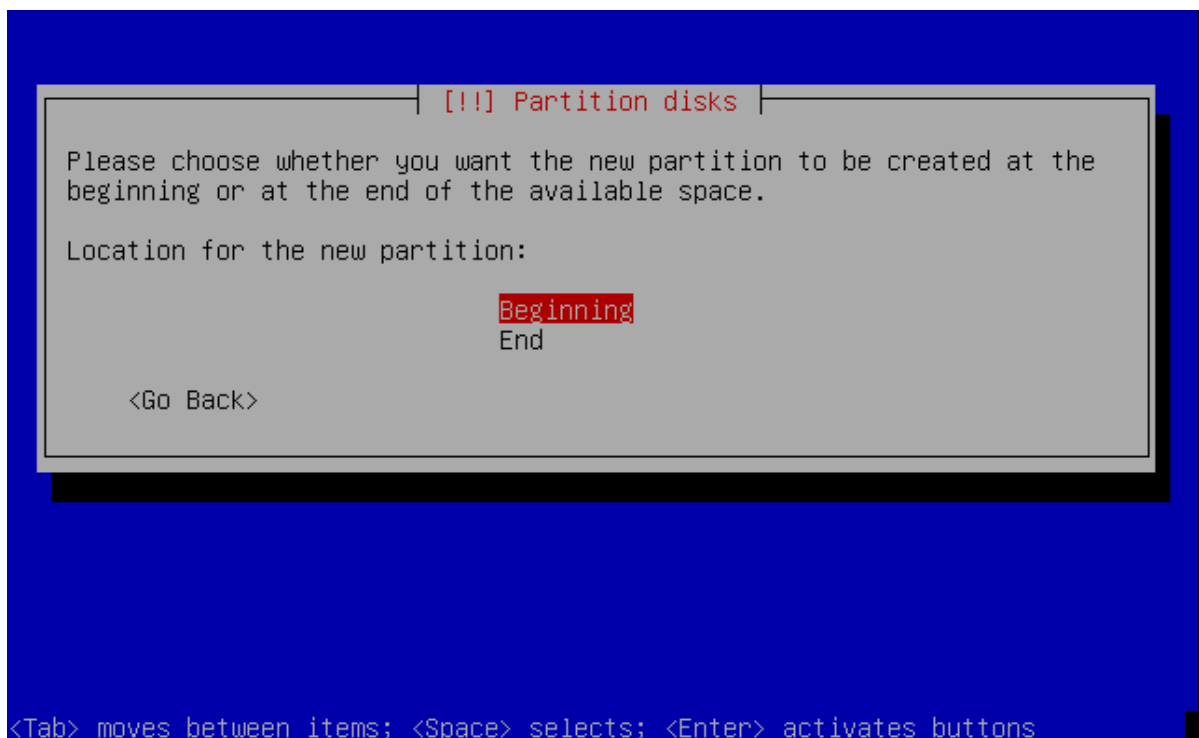 [!!] Partition disks
Please choose whether you want the new partition to be created at the
beginning or at the end of the available space.
Location for the new partition:
Beginning
End
<Go Back>
<Tab> moves between items; <Space> selects; <Enter> activates buttons